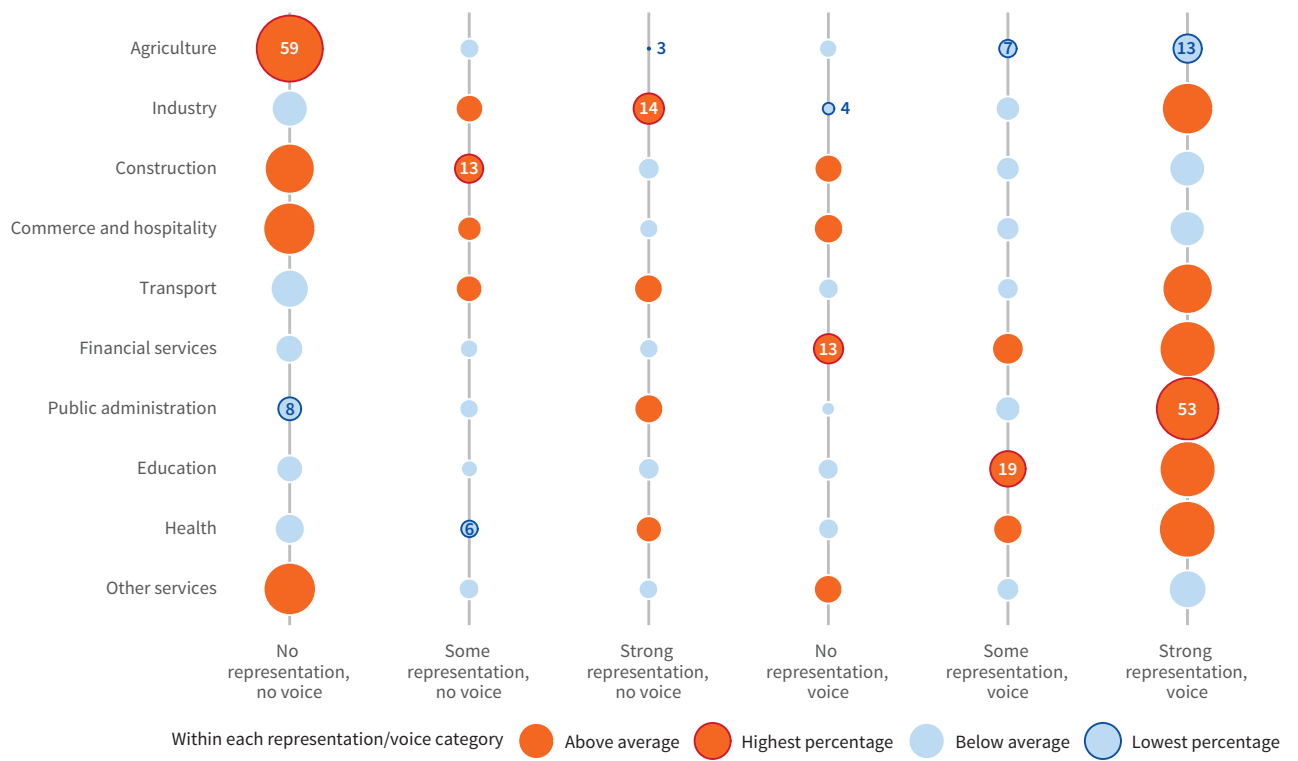 Agriculture 59 3 7 13
Industry 14 4
Construction 13
Commerce and hospitality
Transport
Financial services 13
Public administration 8 53
Education 19
Health 6
Other services
No representation, no voice
Some representation, no voice
Strong representation, no voice
No representation, voice
Some representation, voice
Strong representation, voice
Within each representation/voice category Above average Highest percentage Below average Lowest percentage